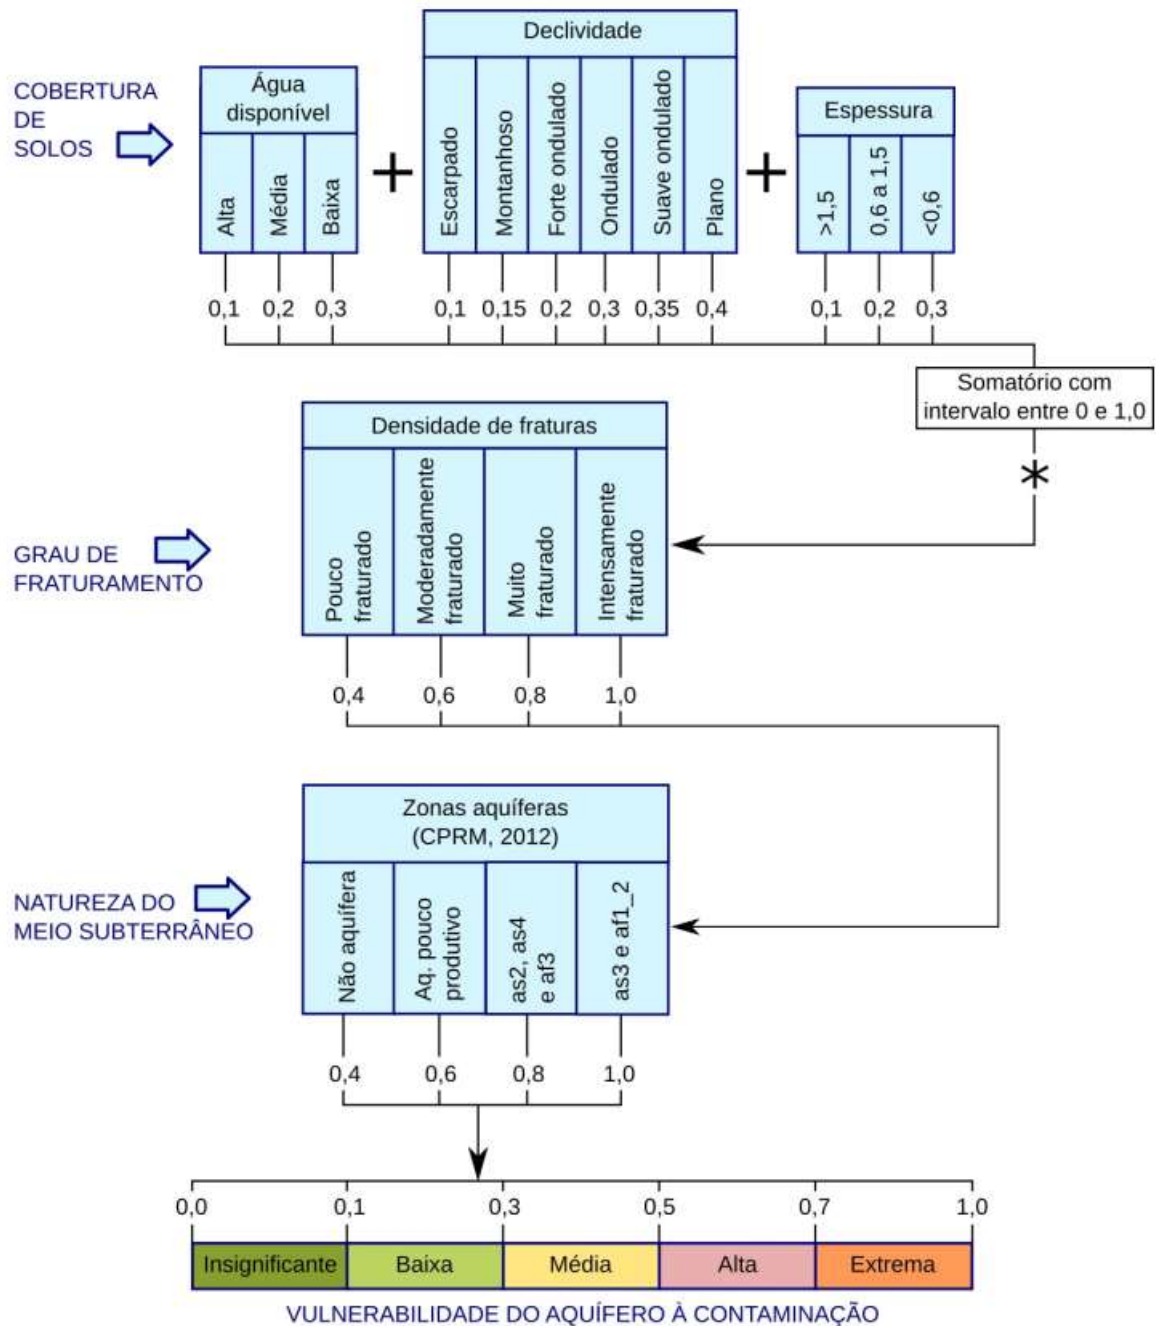 COBERTURA
DE
SOLOS
Água
disponível
Alta
Média
Baixa
0,1
0,2
0,3
+
Declividade
Escarpado
Montanhoso
Forte ondulado
Ondulado
Suave ondulado
Plano
0,1
0,15
0,2
0,3
0,35
0,4
+
Espessura
>1,5
0,6 a 1,5
<0,6
0,1
0,2
0,3
Somatório com
intervalo entre 0 e 1,0
*
GRAU DE
FRATURAMENTO
Densidade de fraturas
Pouco
fraturado
Moderadamente
fraturado
Muito
fraturado
Intensamente
fraturado
0,4
0,6
0,8
1,0
NATUREZA DO
MEIO SUBTERRÂNEO
Zonas aquíferas
(CPRM, 2012)
Não aquífera
Aq. pouco
produtivo
as2, as4
e af3
as3 e af1_2
0,4
0,6
0,8
1,0
0,0
0,1
0,3
0,5
0,7
1,0
Insignificante
Baixa
Média
Alta
Extrema
VULNERABILIDADE DO AQUÍFERO À CONTAMINAÇÃO